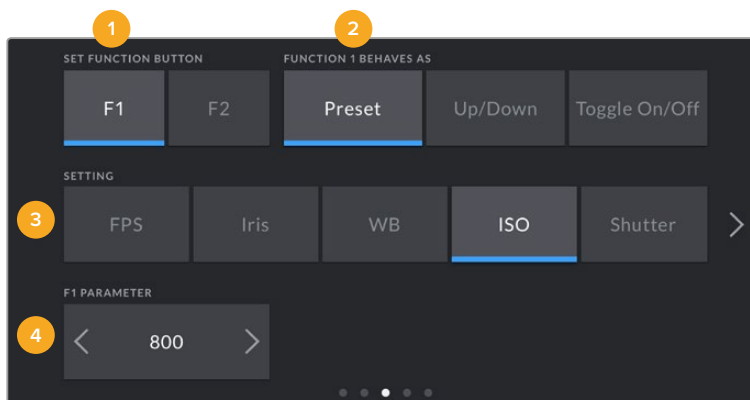 1 2
SET FUNCTION BUTTON FUNCTION 1 BEHAVES AS
F1 F2 Preset Up/Down Toggle On/Off
SETTING
3 FPS Iris WB ISO Shutter
F1 PARAMETER
4 800